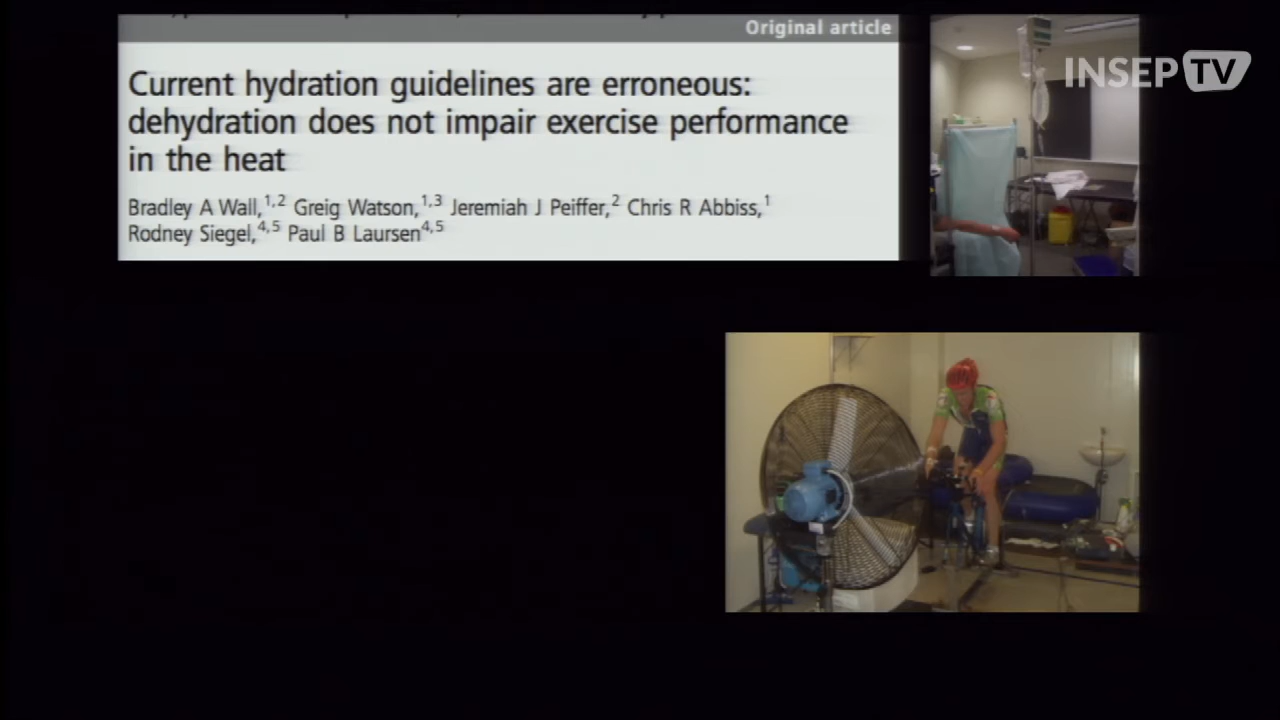 Original article
Current hydration guidelines are erroneous:
dehydration does not impair exercise performance
in the heat
Bradley A Wall,1,2 Greig Watson,1,3 Jeremiah J Peiffer,2 Chris R Abbiss,1
Rodney Siegel,4,5 Paul B Laursen4,5
INSEP TV